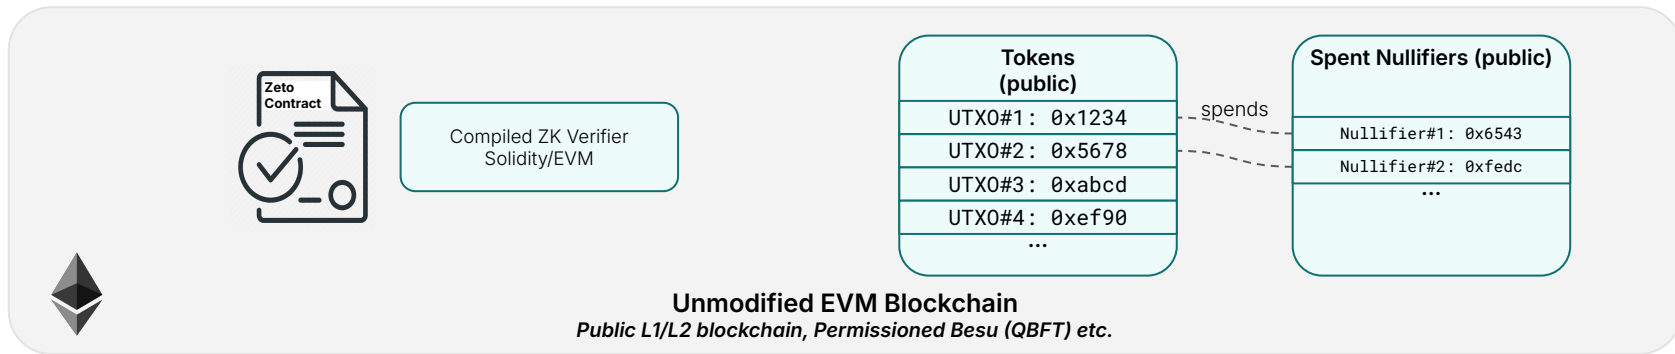 Zeto
Contract
Compiled ZK Verifier
Solidity/EVM
Tokens
(public)
UTXO#1: 0x1234
UTXO#2: 0x5678
UTXO#3: 0xabcd
UTXO#4: 0xef90
...
spends
Spent Nullifiers (public)
Nullifier#1: 0x6543
Nullifier#2: 0xfedc
...
Unmodified EVM Blockchain
Public L1/L2 blockchain, Permissioned Besu (QBFT) etc.